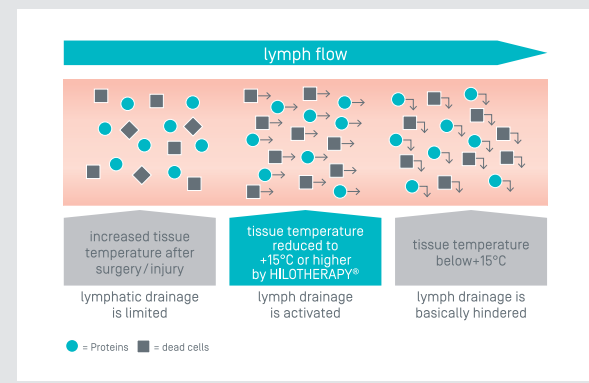 lymph flow
increased tissue
temperature after
surgery/injury
tissue temperature
reduced to
+15°C or higher
by HILOTHERAPY®
tissue temperature
below+15°C
lymphatic drainage
is limited
lymph drainage
is activated
lymph drainage is
basically hindered
= Proteins
= dead cells